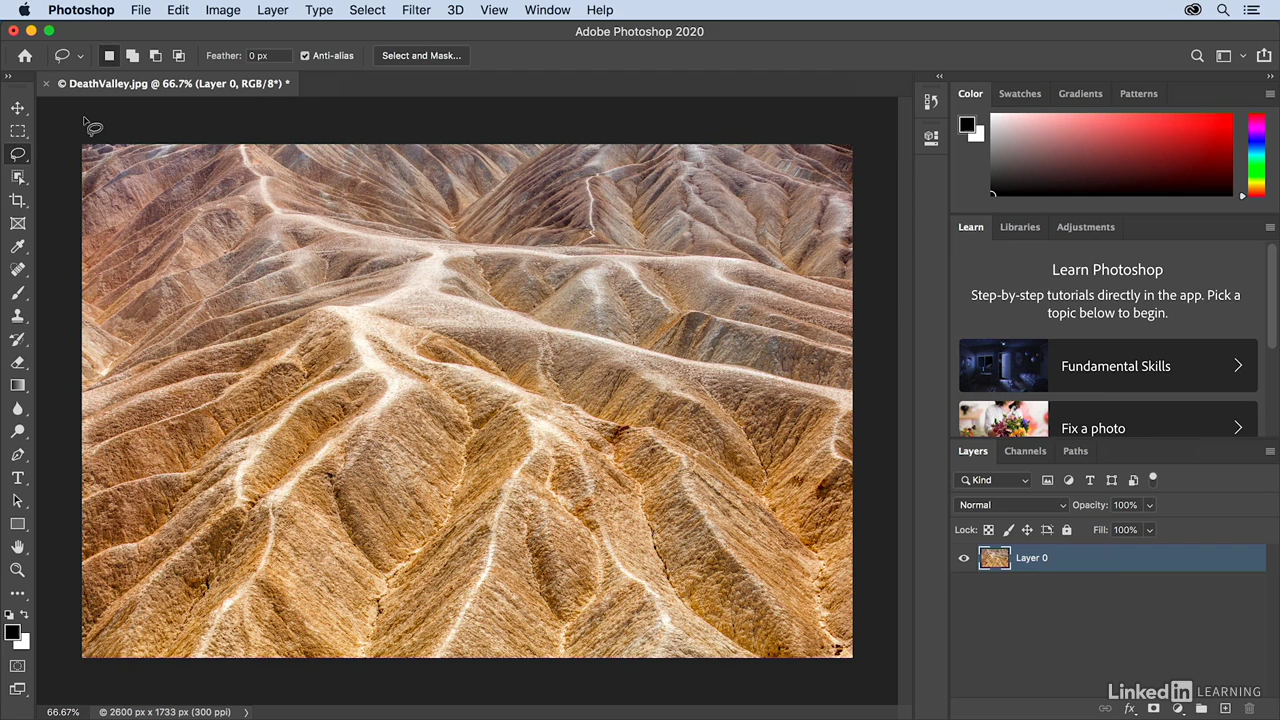 Photoshop File Edit Image Layer Type Select Filter 3D View Window Help
Adobe Photoshop 2020
Feather: 0 px Anti-alias Select and Mask...
© DeathValley.jpg @ 66.7% (Layer 0, RGB/8*) *
Color Swatches Gradients Patterns
Learn Libraries Adjustments
Learn Photoshop
Step-by-step tutorials directly in the app. Pick a
topic below to begin.
Fundamental Skills
Fix a photo
Layers Channels Paths
Kind
Normal Opacity: 100%
Lock: Fill: 100%
Layer 0
LinkedIn LEARNING
66.67% © 2600 px x 1733 px (300 ppi)